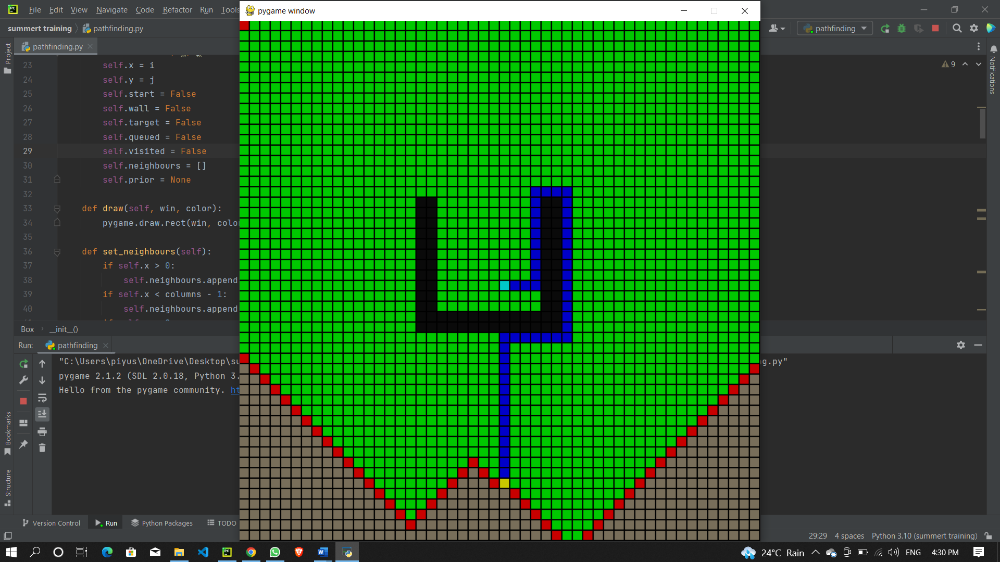 PC File Edit View Navigate Code Refactor Run Tools
pygame window
summert training pathfinding.py
pathfinding
pathfinding.py
9
23 self.x = i
24 self.y = j
25 self.start = False
26 self.wall = False
27 self.target = False
28 self.queued = False
29 self.visited = False
30 self.neighbours = []
31 self.prior = None
32
33 def draw(self, win, color):
34 pygame.draw.rect(win, colo
35
36 def set_neighbours(self):
37 if self.x > 0:
38 self.neighbours.append
39 if self.x < columns - 1:
40 self.neighbours.append
Box __init__()
Run: pathfinding
"C:\Users\piyus\OneDrive\Desktop\su
ng.py"
pygame 2.1.2 (SDL 2.0.18, Python 3.
Hello from the pygame community. ht
Project
Bookmarks
Structure
Notifications
Version Control Run Python Packages TODO
29:29 4 spaces Python 3.10 (summert training)
24°C Rain ENG 4:30 PM